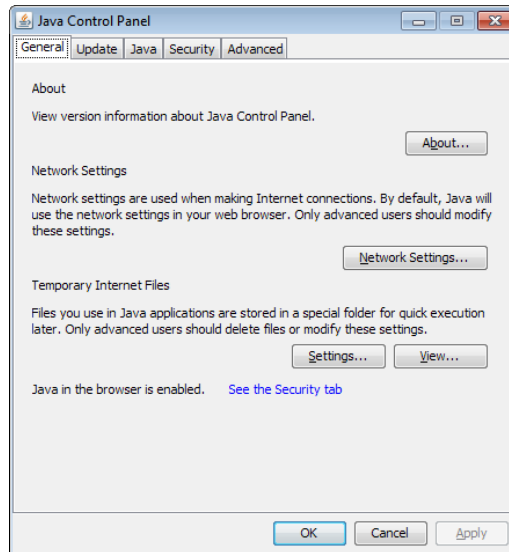 Java Control Panel
General Update Java Security Advanced
About
View version information about Java Control Panel.
About...
Network Settings
Network settings are used when making Internet connections. By default, Java will
use the network settings in your web browser. Only advanced users should modify
these settings.
Network Settings...
Temporary Internet Files
Files you use in Java applications are stored in a special folder for quick execution
later. Only advanced users should delete files or modify these settings.
Settings... View...
Java in the browser is enabled. See the Security tab
OK Cancel Apply